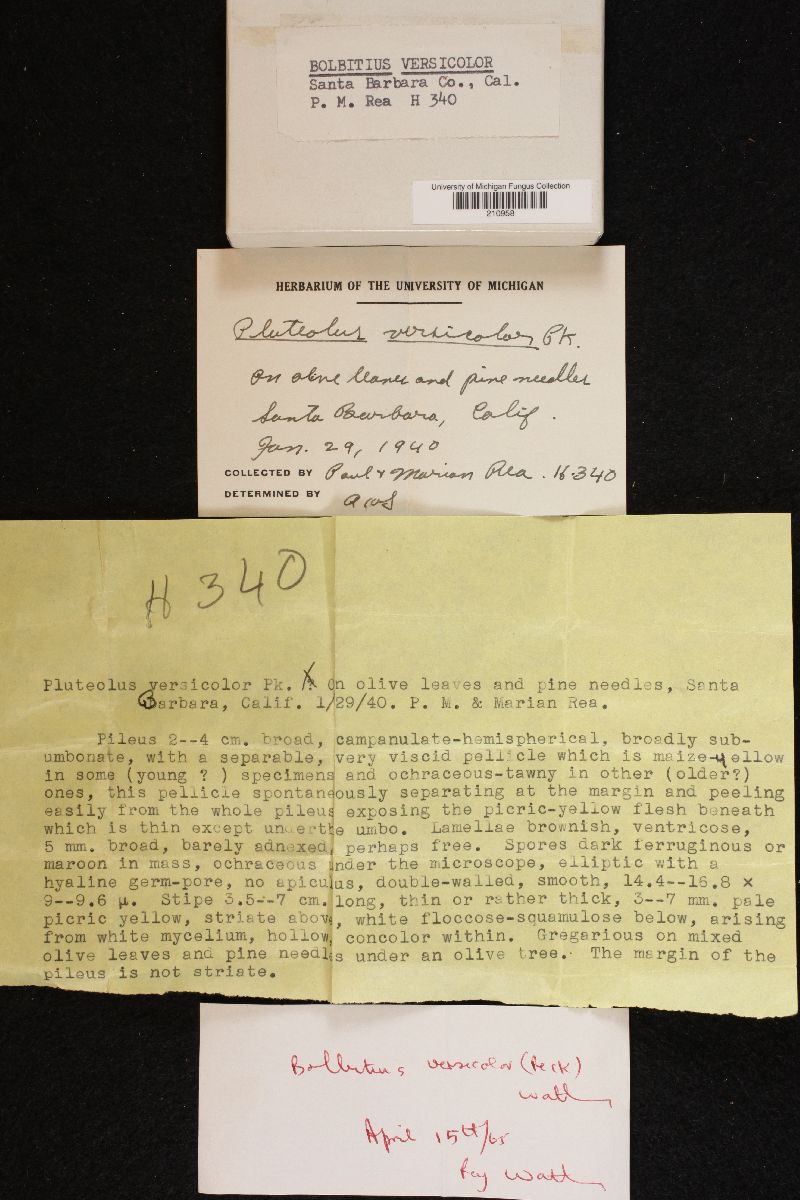 BOLBITIUS VERSICOLOR
Santa Barbara Co., Cal.
P. M. Rea H 340
University of Michigan Fungus Collection
210958
HERBARIUM OF THE UNIVERSITY OF MICHIGAN
Pluteolus versicolor Pk.
on olive leaves and pine needles
Santa Barbara, Calif.
Jan. 29, 1940
COLLECTED BY Paul & Marian Rea. H-340
DETERMINED BY AHS
H 340
Pluteolus versicolor Pk. On olive leaves and pine needles, Santa
Barbara, Calif. 1/29/40. P. M. & Marian Rea.
Pileus 2--4 cm. broad, campanulate-hemispherical, broadly sub-
umbonate, with a separable, very viscid pellicle which is maize-yellow
in some (young ? ) specimens and ochraceous-tawny in other (older?)
ones, this pellicle spontaneously separating at the margin and peeling
easily from the whole pileus exposing the picric-yellow flesh beneath
which is thin except underthe umbo. Lamellae brownish, ventricose,
5 mm. broad, barely adnexed, perhaps free. Spores dark ferruginous or
maroon in mass, ochraceous under the microscope, elliptic with a
hyaline germ-pore, no apiculus, double-walled, smooth, 14.4--16.8 ×
9--9.6 µ. Stipe 3.5--7 cm. long, thin or rather thick, 3--7 mm. pale
picric yellow, striate above, white floccose-squamulose below, arising
from white mycelium, hollow, concolor within. Gregarious on mixed
olive leaves and pine needles under an olive tree. The margin of the
pileus is not striate.
Bolbitius versicolor (Peck)
Watl
April 15th/65
Roy Watl